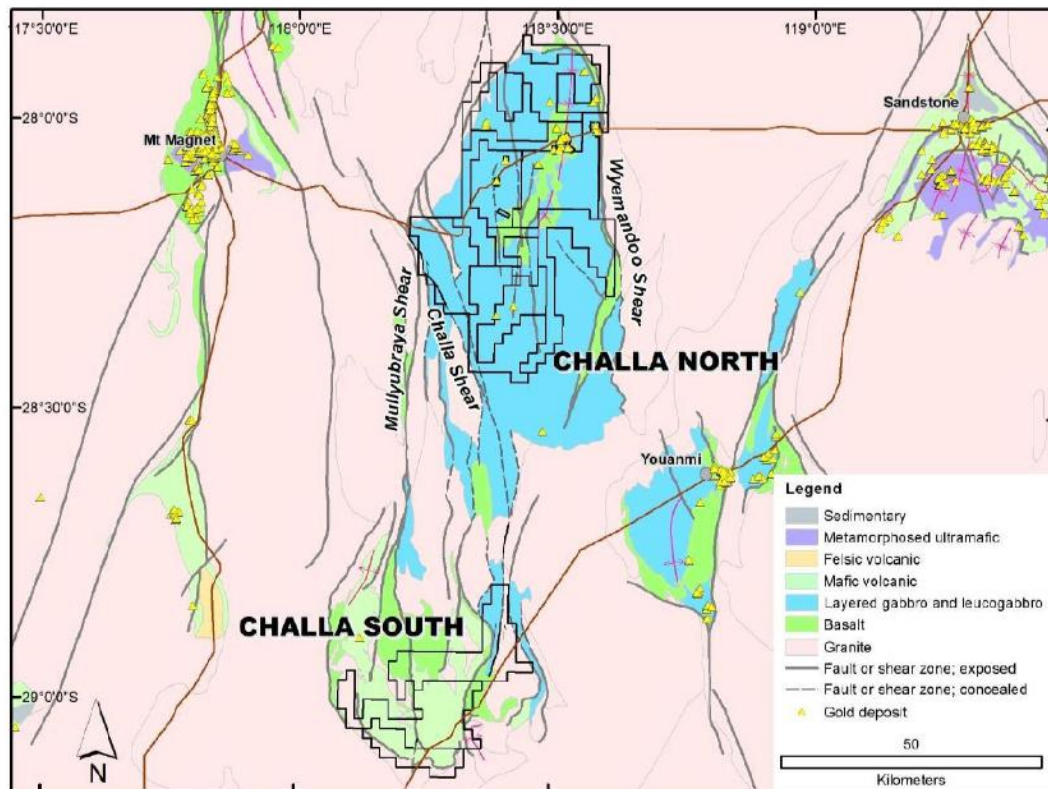 117°30'0"E
118°0'0"E
118°30'0"E
119°0'0"E
28°0'0"S
28°30'0"S
29°0'0"S
Mt Magnet
Sandstone
Wyemandoo Shear
Mullyubraya Shear
Challa Shear
CHALLA NORTH
Youanmi
CHALLA SOUTH
N
Legend
Sedimentary
Metamorphosed ultramafic
Felsic volcanic
Mafic volcanic
Layered gabbro and leucogabbro
Basalt
Granite
Fault or shear zone; exposed
Fault or shear zone; concealed
Gold deposit
50
Kilometers